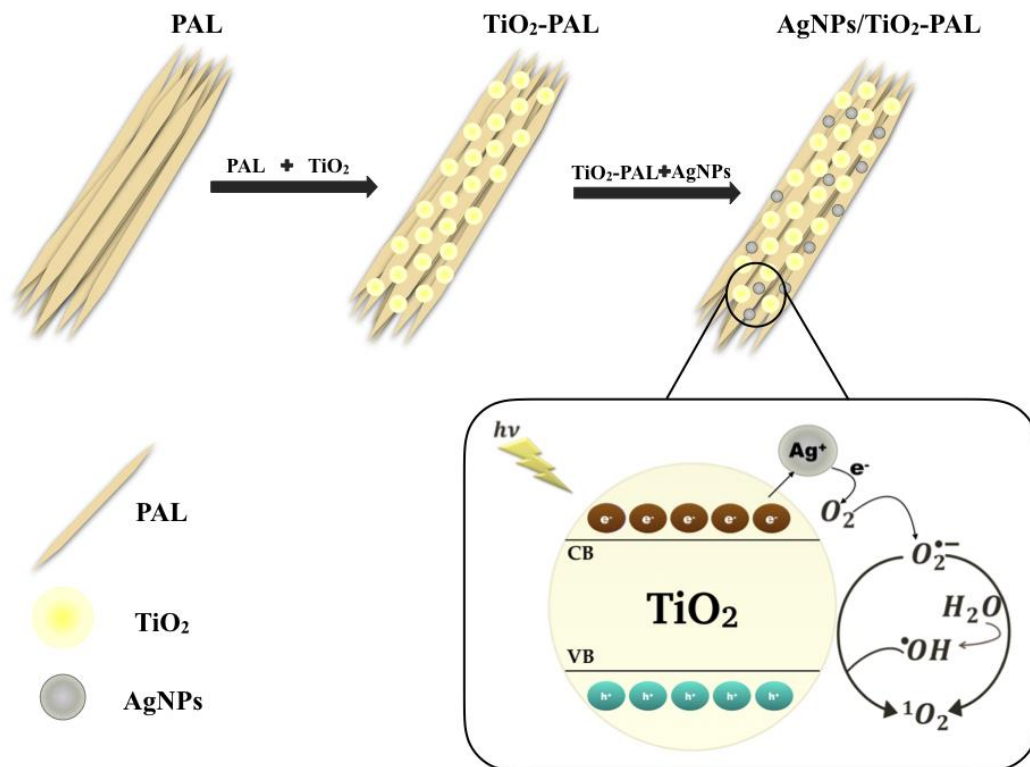 PAL
TiO₂-PAL
AgNPs/TiO₂-PAL
PAL + TiO₂
TiO₂-PAL+AgNPs
PAL
TiO₂
AgNPs
hν
Ag⁺
e⁻
e⁻ e⁻ e⁻ e⁻ e⁻
O₂
CB
O₂•⁻
TiO₂
H₂O
•OH
VB
h⁺ h⁺ h⁺ h⁺ h⁺
¹O₂